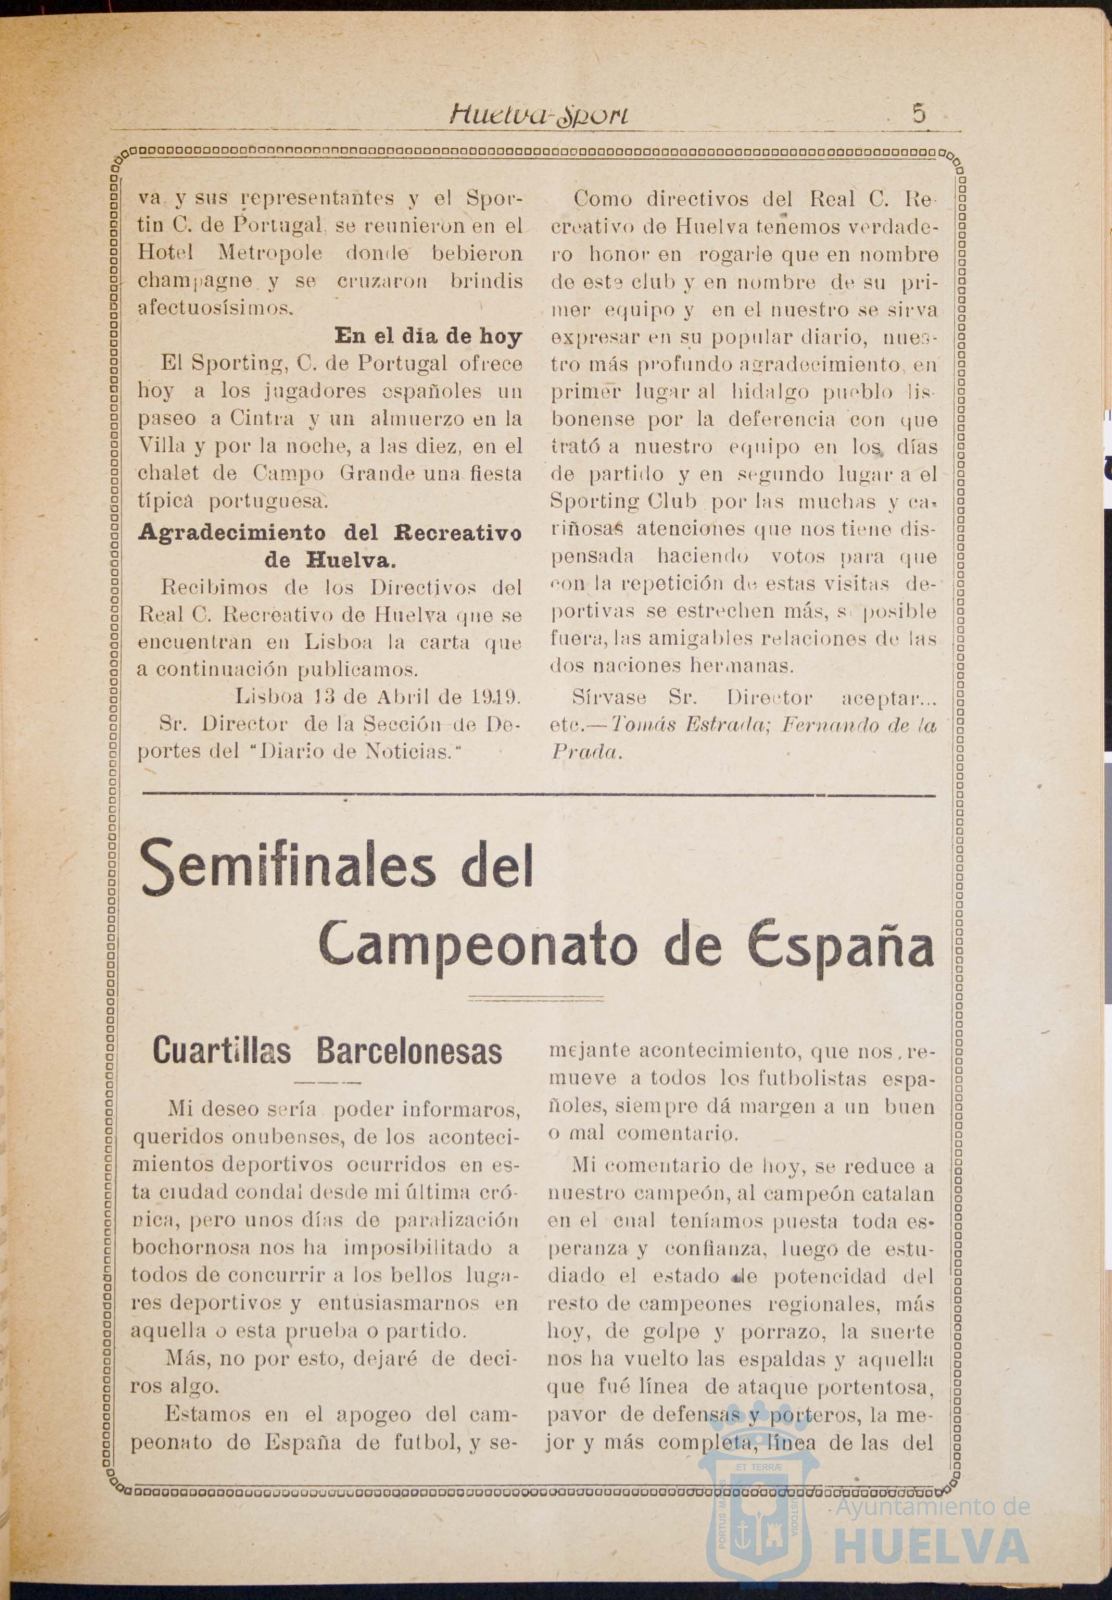 Huelva-Sport
5
va y sus representantes y el Spor-
tin C. de Portugal se reunieron en el
Hotel Metropole donde bebieron
champagne y se cruzaron brindis
afectuosísimos.
En el dia de hoy
El Sporting, C. de Portugal ofrece
hoy a los jugadores españoles un
paseo a Cintra y un almuerzo en la
Villa y por la noche, a las diez, en el
chalet de Campo Grande una fiesta
típica portuguesa.
Agradecimiento del Recreativo
de Huelva.
Recibimos de los Directivos del
Real C. Recreativo de Huelva que se
encuentran en Lisboa la carta que
a continuación publicamos.
Lisboa 13 de Abril de 1919.
Sr. Director de la Sección de De-
portes del "Diario de Noticias."
Como directivos del Real C. Re-
creativo de Huelva tenemos verdade-
ro honor en rogarle que en nombre
de este club y en nombre de su pri-
mer equipo y en el nuestro se sirva
expresar en su popular diario, nues-
tro más profundo agradecimiento, en
primer lugar al hidalgo pueblo lis-
bonense por la deferencia con que
trató a nuestro equipo en los días
de partido y en segundo lugar a el
Sporting Club por las muchas y ca-
riñosas atenciones que nos tiene dis-
pensada haciendo votos para que
con la repetición de estas visitas de-
portivas se estrechen más, si posible
fuera, las amigables relaciones de las
dos naciones hermanas.
Sírvase Sr. Director aceptar...
etc.—Tomás Estrada; Fernando de la
Prada.
Semifinales del
Campeonato de España
Cuartillas Barcelonesas
Mi deseo sería poder informaros,
queridos onubenses, de los aconteci-
mientos deportivos ocurridos en es-
ta ciudad condal desde mi última cró-
nica, pero unos días de paralización
bochornosa nos ha imposibilitado a
todos de concurrir a los bellos luga-
res deportivos y entusiasmarnos en
aquella o esta prueba o partido.
Más, no por esto, dejaré de deci-
ros algo.
Estamos en el apogeo del cam-
peonato de España de futbol, y se-
mejante acontecimiento, que nos re-
mueve a todos los futbolistas espa-
ñoles, siempre dá margen a un buen
o mal comentario.
Mi comentario de hoy, se reduce a
nuestro campeón, al campeón catalan
en el cual teníamos puesta toda es-
peranza y confianza, luego de estu-
diado el estado de potencidad del
resto de campeones regionales, más
hoy, de golpe y porrazo, la suerte
nos ha vuelto las espaldas y aquella
que fué línea de ataque portentosa,
pavor de defensas y porteros, la me-
jor y más completa, línea de las del
PORTUS MARIS
ET TERRÆ
CUSTODIA
Ayuntamiento de
HUELVA